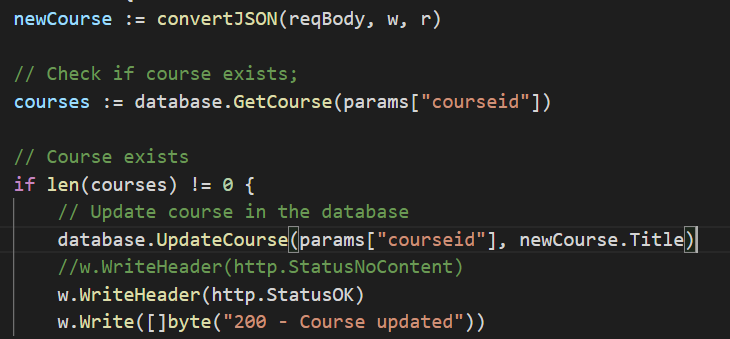 newCourse := convertJSON(reqBody, w, r)
// Check if course exists;
courses := database.GetCourse(params["courseid"])
// Course exists
if len(courses) != 0 {
// Update course in the database
database.UpdateCourse(params["courseid"], newCourse.Title)
//w.WriteHeader(http.StatusNoContent)
w.WriteHeader(http.StatusOK)
w.Write([]byte("200 - Course updated"))